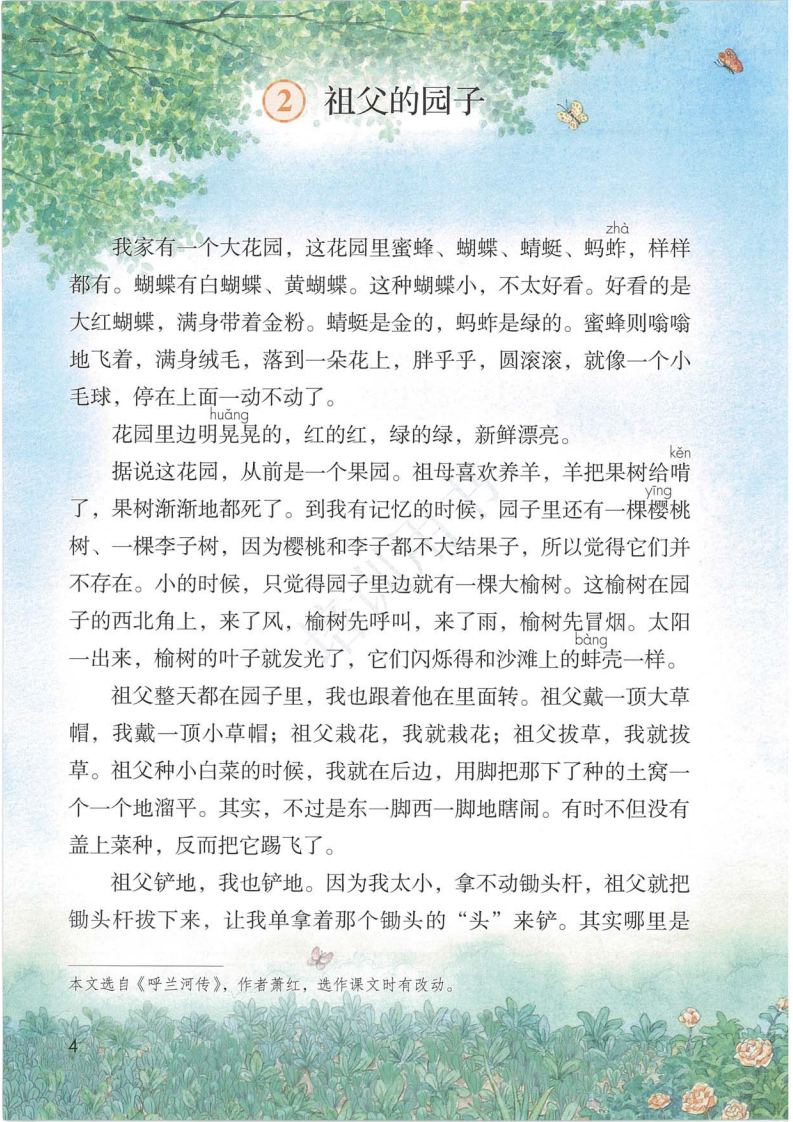 2 祖父的园子
zhà
我家有一个大花园，这花园里蜜蜂、蝴蝶、蜻蜓、蚂蚱，样样
都有。蝴蝶有白蝴蝶、黄蝴蝶。这种蝴蝶小，不太好看。好看的是
大红蝴蝶，满身带着金粉。蜻蜓是金的，蚂蚱是绿的。蜜蜂则嗡嗡
地飞着，满身绒毛，落到一朵花上，胖乎乎，圆滚滚，就像一个小
毛球，停在上面一动不动了。
huǎng
花园里边明晃晃的，红的红，绿的绿，新鲜漂亮。
kěn
据说这花园，从前是一个果园。祖母喜欢养羊，羊把果树给啃
yīng
了，果树渐渐地都死了。到我有记忆的时候，园子里还有一棵樱桃
树、一棵李子树，因为樱桃和李子都不大结果子，所以觉得它们并
不存在。小的时候，只觉得园子里边就有一棵大榆树。这榆树在园
子的西北角上，来了风，榆树先呼叫，来了雨，榆树先冒烟。太阳
bàng
一出来，榆树的叶子就发光了，它们闪烁得和沙滩上的蚌壳一样。
祖父整天都在园子里，我也跟着他在里面转。祖父戴一顶大草
帽，我戴一顶小草帽；祖父栽花，我就栽花；祖父拔草，我就拔
草。祖父种小白菜的时候，我就在后边，用脚把那下了种的土窝一
个一个地溜平。其实，不过是东一脚西一脚地瞎闹。有时不但没有
盖上菜种，反而把它踢飞了。
祖父铲地，我也铲地。因为我太小，拿不动锄头杆，祖父就把
锄头杆拔下来，让我单拿着那个锄头的“头”来铲。其实哪里是
本文选自《呼兰河传》，作者萧红，选作课文时有改动。
4
培训用书